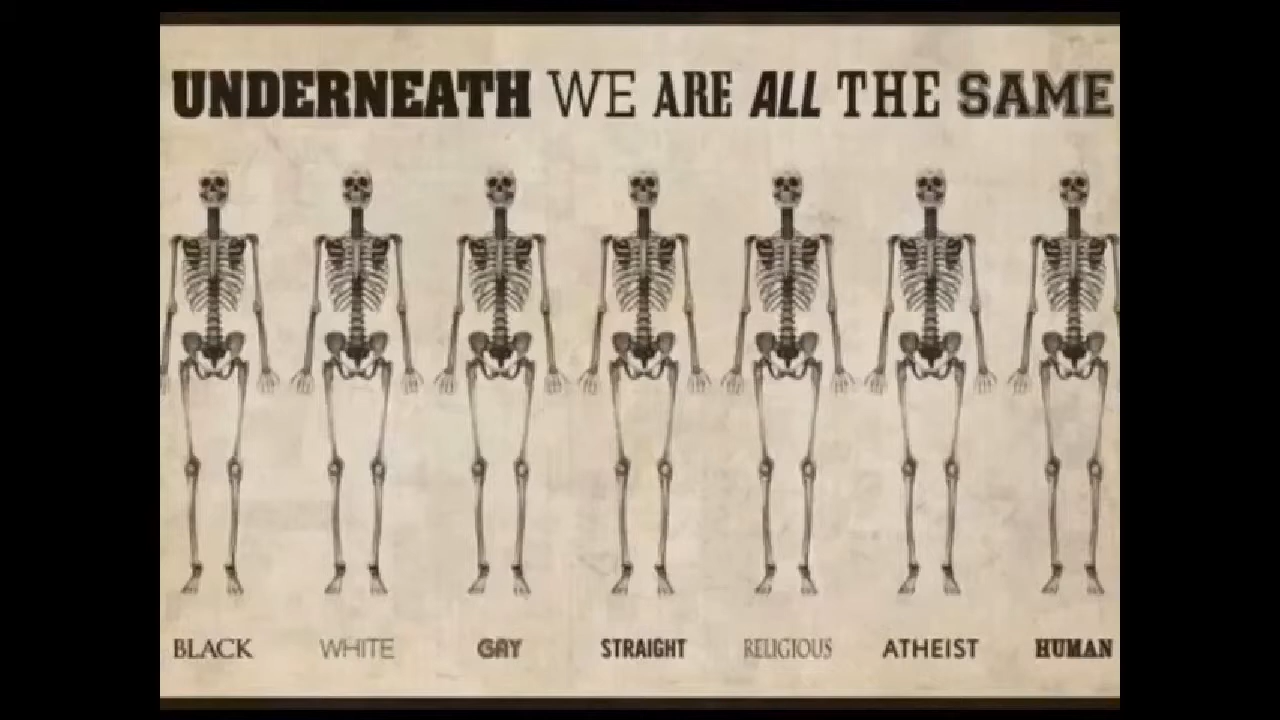 UNDERNEATH WE ARE ALL THE SAME
BLACK WHITE GAY STRAIGHT RELIGIOUS ATHEIST HUMAN